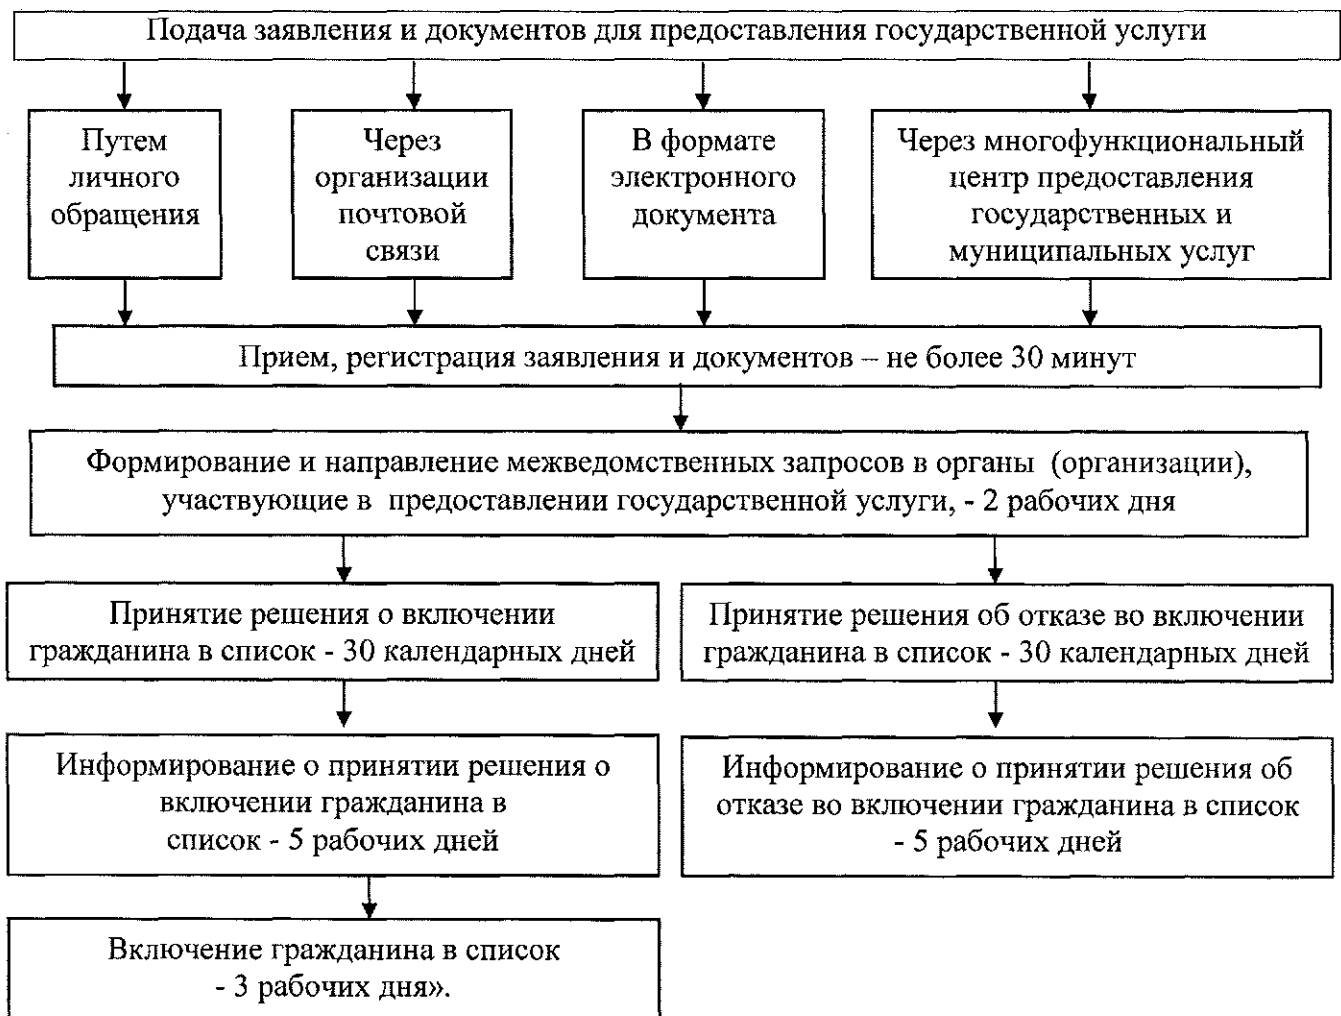 Подача заявления и документов для предоставления государственной услуги
Путем
личного
обращения
Через
организации
почтовой
связи
В формате
электронного
документа
Через многофункциональный
центр предоставления
государственных и
муниципальных услуг
Прием, регистрация заявления и документов – не более 30 минут
Формирование и направление межведомственных запросов в органы (организации),
участвующие в предоставлении государственной услуги, - 2 рабочих дня
Принятие решения о включении
гражданина в список - 30 календарных дней
Принятие решения об отказе во включении
гражданина в список - 30 календарных дней
Информирование о принятии решения о
включении гражданина в
список - 5 рабочих дней
Информирование о принятии решения об
отказе во включении гражданина в список
- 5 рабочих дней
Включение гражданина в список
- 3 рабочих дня».